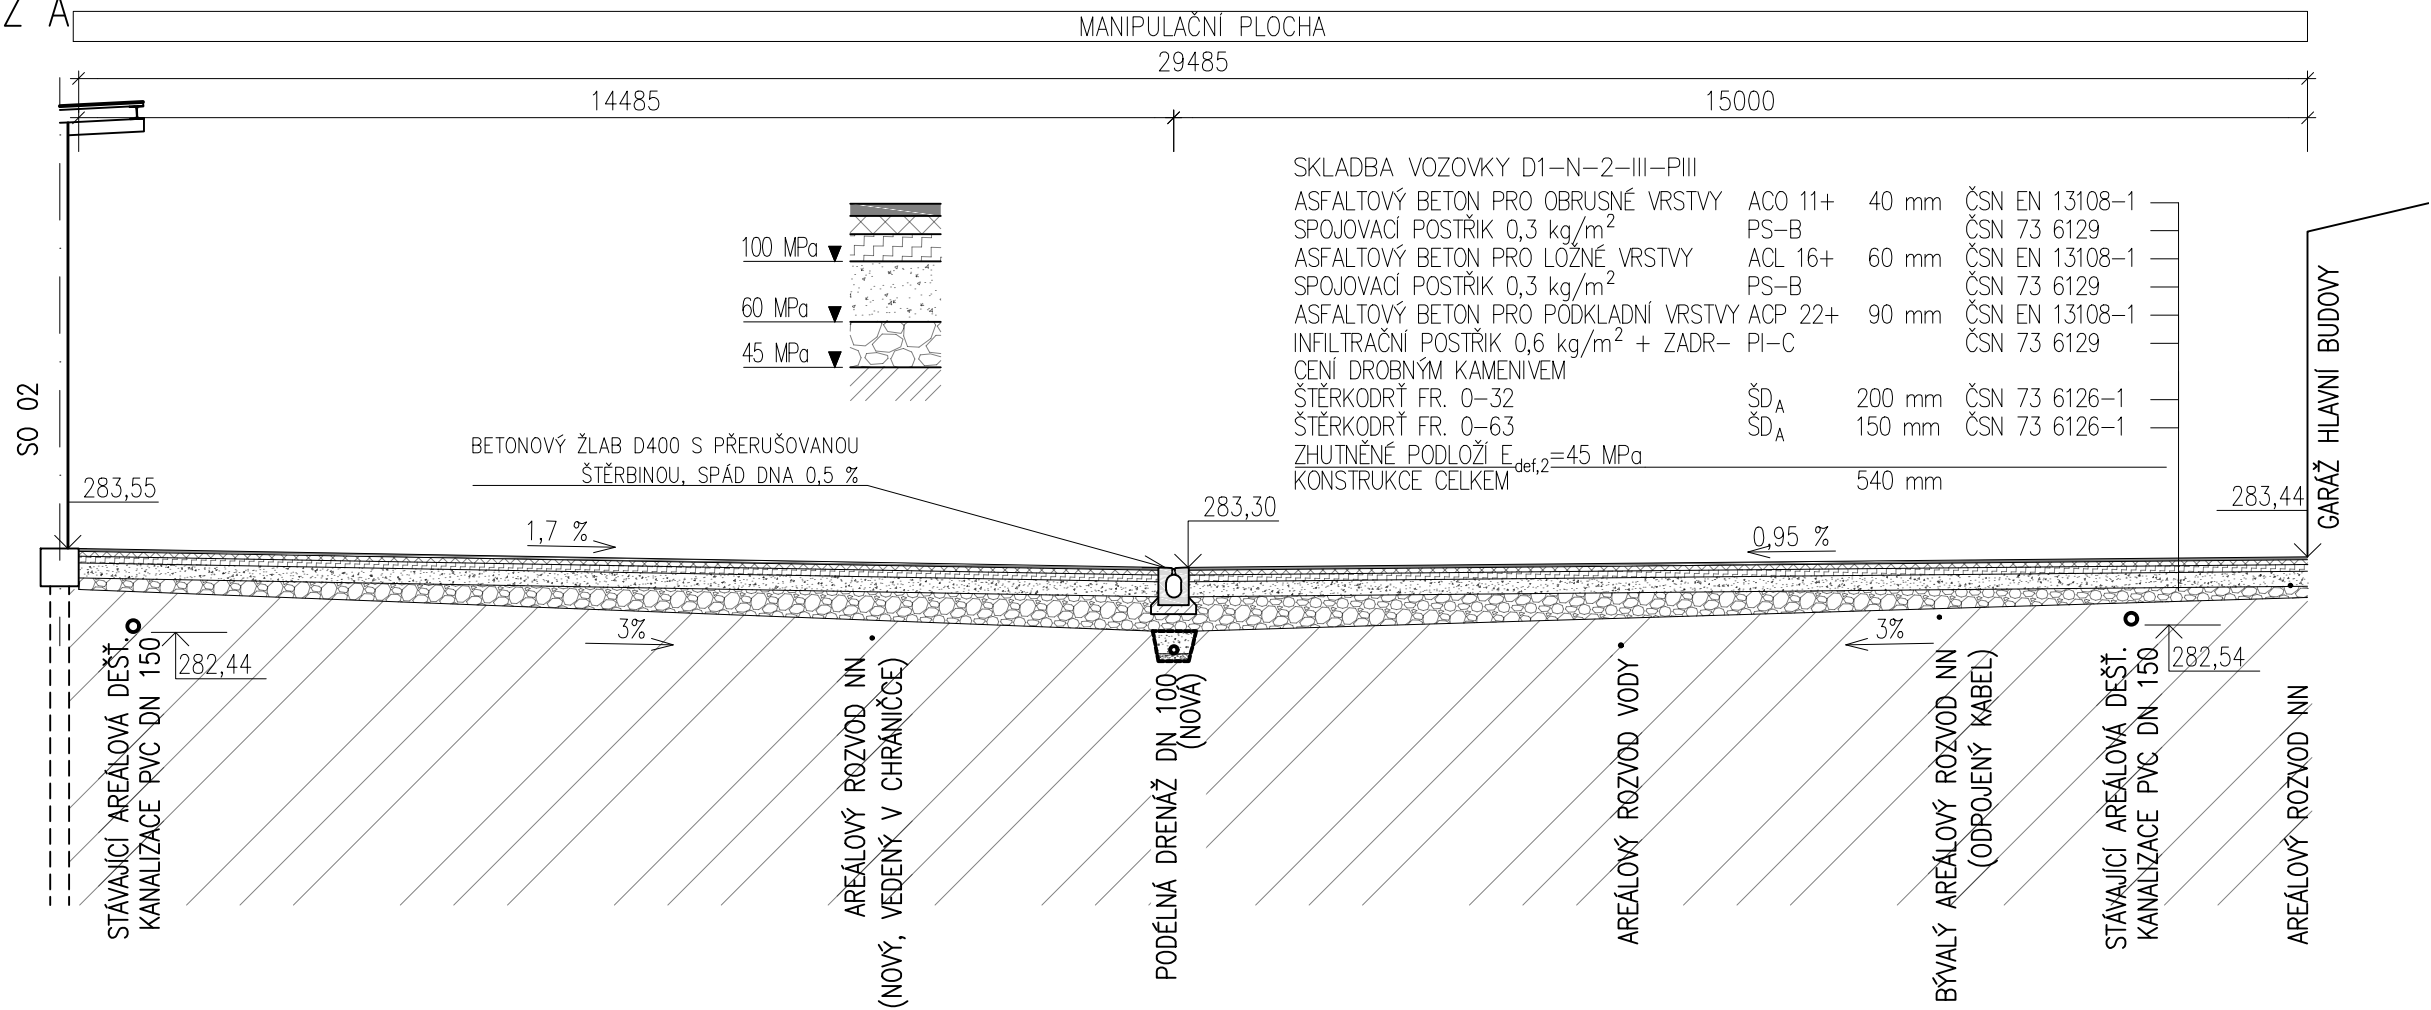 Z A
MANIPULAČNÍ PLOCHA
29485
14485
15000
SKLADBA VOZOVKY D1-N-2-III-PIII
ASFALTOVÝ BETON PRO OBRUSNÉ VRSTVY ACO 11+ 40 mm ČSN EN 13108-1
SPOJOVACÍ POSTŘIK 0,3 kg/m² PS-B ČSN 73 6129
ASFALTOVÝ BETON PRO LOŽNÉ VRSTVY ACL 16+ 60 mm ČSN EN 13108-1
SPOJOVACÍ POSTŘIK 0,3 kg/m² PS-B ČSN 73 6129
ASFALTOVÝ BETON PRO PODKLADNÍ VRSTVY ACP 22+ 90 mm ČSN EN 13108-1
INFILTRAČNÍ POSTŘIK 0,6 kg/m² + ZADR- PI-C ČSN 73 6129
CENÍ DROBNÝM KAMENIVEM
ŠTĚRKODRŤ FR. 0-32 ŠDA 200 mm ČSN 73 6126-1
ŠTĚRKODRŤ FR. 0-63 ŠDA 150 mm ČSN 73 6126-1
ZHUTNĚNÉ PODLOŽÍ Edef,2=45 MPa
KONSTRUKCE CELKEM 540 mm
100 MPa
60 MPa
45 MPa
BETONOVÝ ŽLAB D400 S PŘERUŠOVANOU
ŠTĚRBINOU, SPÁD DNA 0,5 %
SO 02
283,55
283,30
283,44
GARÁŽ HLAVNÍ BUDOVY
1,7 %
0,95 %
3%
3%
282,44
282,54
STÁVAJÍCÍ AREÁLOVÁ DEŠŤ.
KANALIZACE PVC DN 150
AREÁLOVÝ ROZVOD NN
(NOVÝ, VEDENÝ V CHRÁNIČCE)
PODÉLNÁ DRENÁŽ DN 100
(NOVÁ)
AREÁLOVÝ ROZVOD VODY
BÝVALÝ AREÁLOVÝ ROZVOD NN
(ODPOJENÝ KABEL)
STÁVAJÍCÍ AREÁLOVÁ DEŠŤ.
KANALIZACE PVC DN 150
AREÁLOVÝ ROZVOD NN